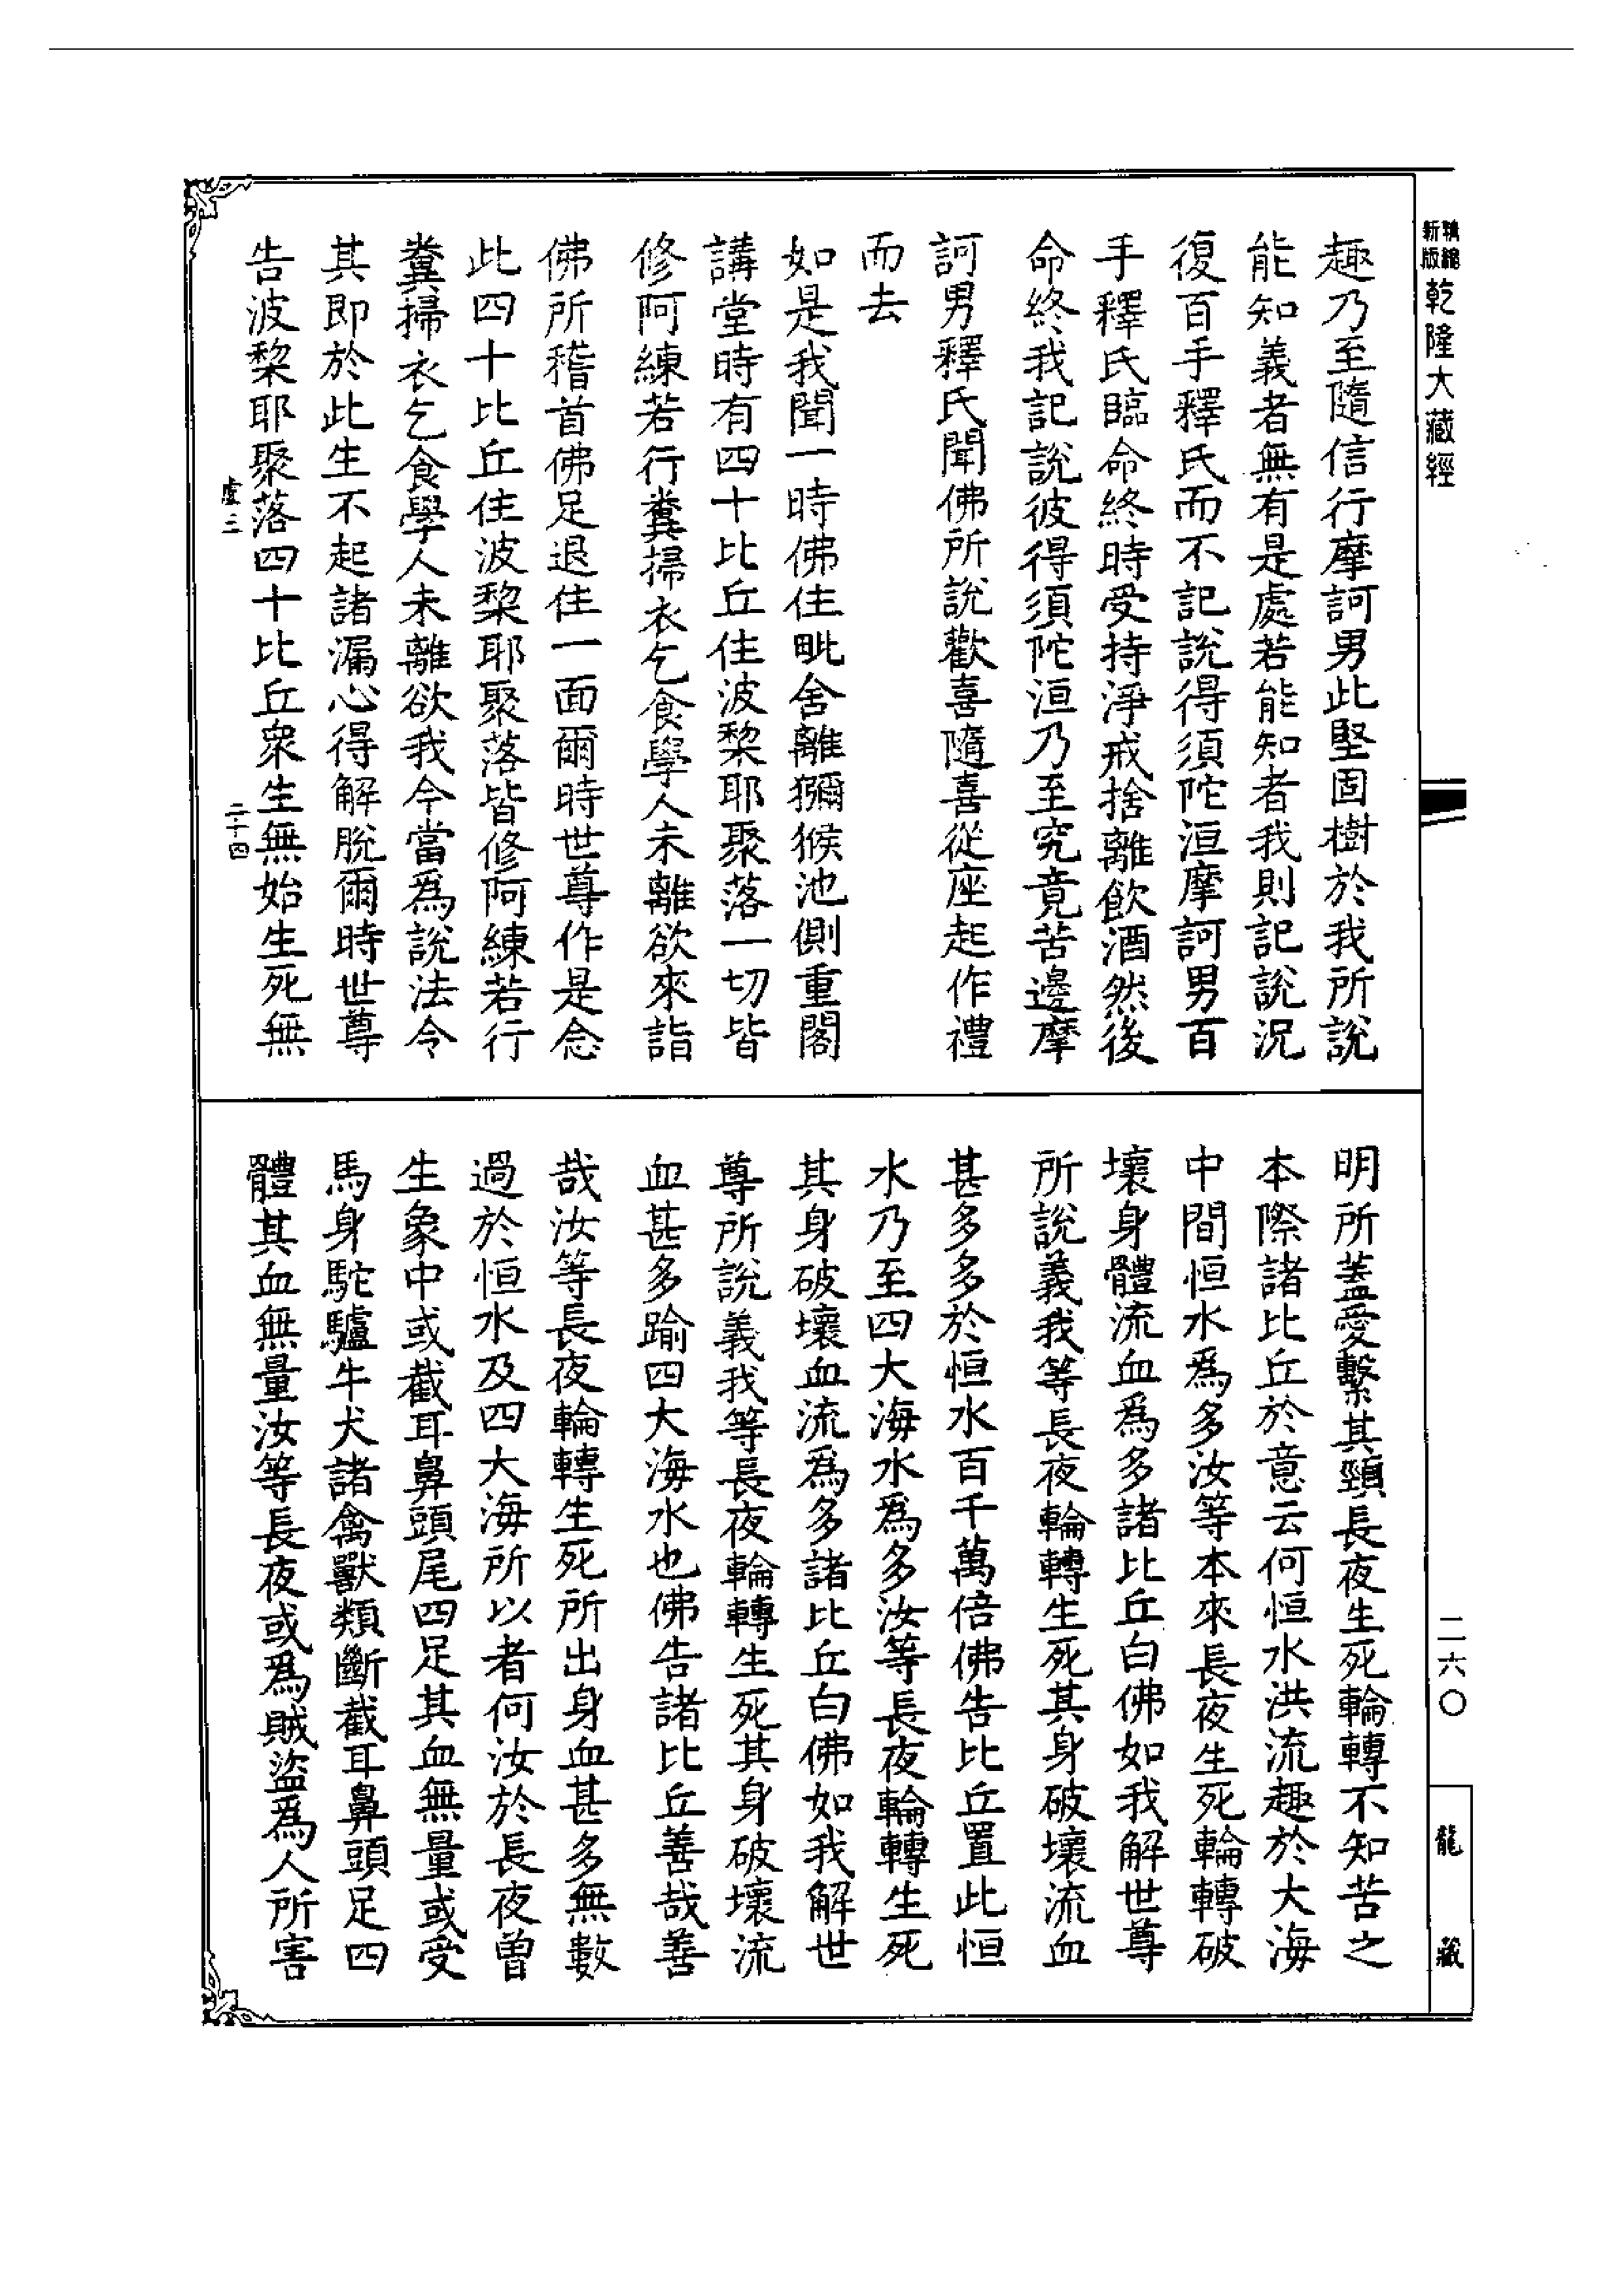 新版
乾隆大藏經
二六〇
龍藏
趣乃至隨信行摩訶男此堅固樹於我所說
能知義者無有是處若能知者我則記說況
復百手釋氏而不記說得須陀洹摩訶男百
手釋氏臨命終時受持淨戒捨離飲酒然後
命終我記說彼得須陀洹乃至究竟苦邊摩
訶男釋氏聞佛所說歡喜隨喜從座起作禮
而去
如是我聞一時佛住毗舍離獼猴池側重閣
講堂時有四十比丘住波棃耶聚落一切皆
修阿練若行糞掃衣乞食學人未離欲來詣
佛所稽首佛足退住一面爾時世尊作是念
此四十比丘住波棃耶聚落皆修阿練若行
糞掃衣乞食學人未離欲我今當爲說法令
其即於此生不起諸漏心得解脫爾時世尊
告波棃耶聚落四十比丘眾生無始生死無
二十四
明所蓋愛繫其頸長夜生死輪轉不知苦之
本際諸比丘於意云何恒水洪流趣於大海
中間恒水爲多汝等本來長夜生死輪轉破
壞身體流血爲多諸比丘白佛如我解世尊
所說義我等長夜輪轉生死其身破壞流血
甚多多於恒水百千萬倍佛告比丘置此恒
水乃至四大海水爲多汝等長夜輪轉生死
其身破壞血流爲多諸比丘白佛如我解世
尊所說義我等長夜輪轉生死其身破壞流
血甚多踰四大海水也佛告諸比丘善哉善
哉汝等長夜輪轉生死所出身血甚多無數
過於恒水及四大海所以者何汝於長夜曾
生象中或截耳鼻頭尾四足其血無量或受
馬身駝驢牛犬諸禽獸類斷截耳鼻頭足四
體其血無量汝等長夜或爲賊盜爲人所害